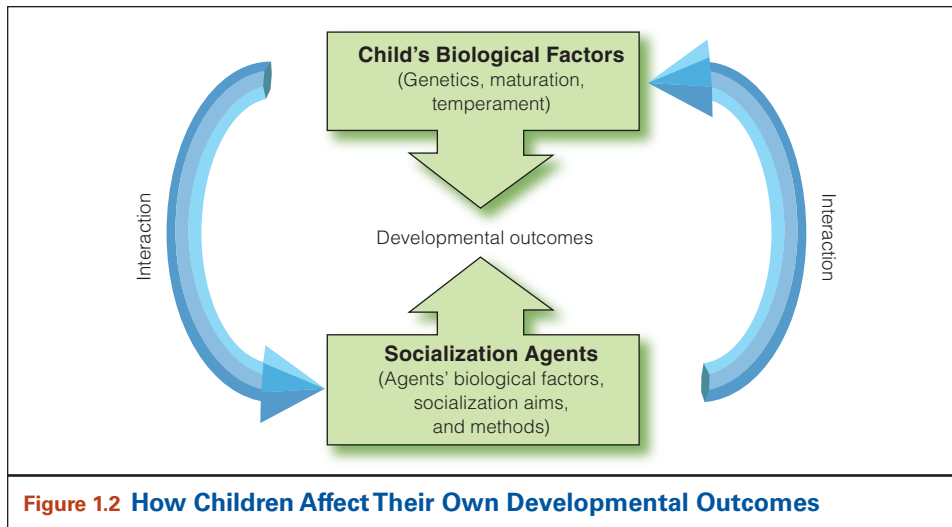 Child's Biological Factors
(Genetics, maturation,
temperament)
Interaction
Developmental outcomes
Interaction
Socialization Agents
(Agents' biological factors,
socialization aims,
and methods)
Figure 1.2 How Children Affect Their Own Developmental Outcomes